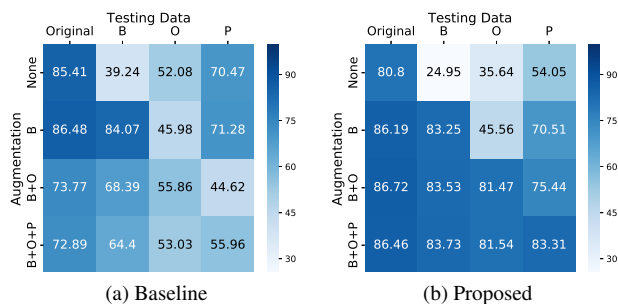 Testing Data
Original B O P
Augmentation
None 85.41 39.24 52.08 70.47
B 86.48 84.07 45.98 71.28
B+O 73.77 68.39 55.86 44.62
B+O+P 72.89 64.4 53.03 55.96
90
75
60
45
30
(a) Baseline
Testing Data
Original B O P
Augmentation
None 80.8 24.95 35.64 54.05
B 86.19 83.25 45.56 70.51
B+O 86.72 83.53 81.47 75.44
B+O+P 86.46 83.73 81.54 83.31
90
75
60
45
30
(b) Proposed